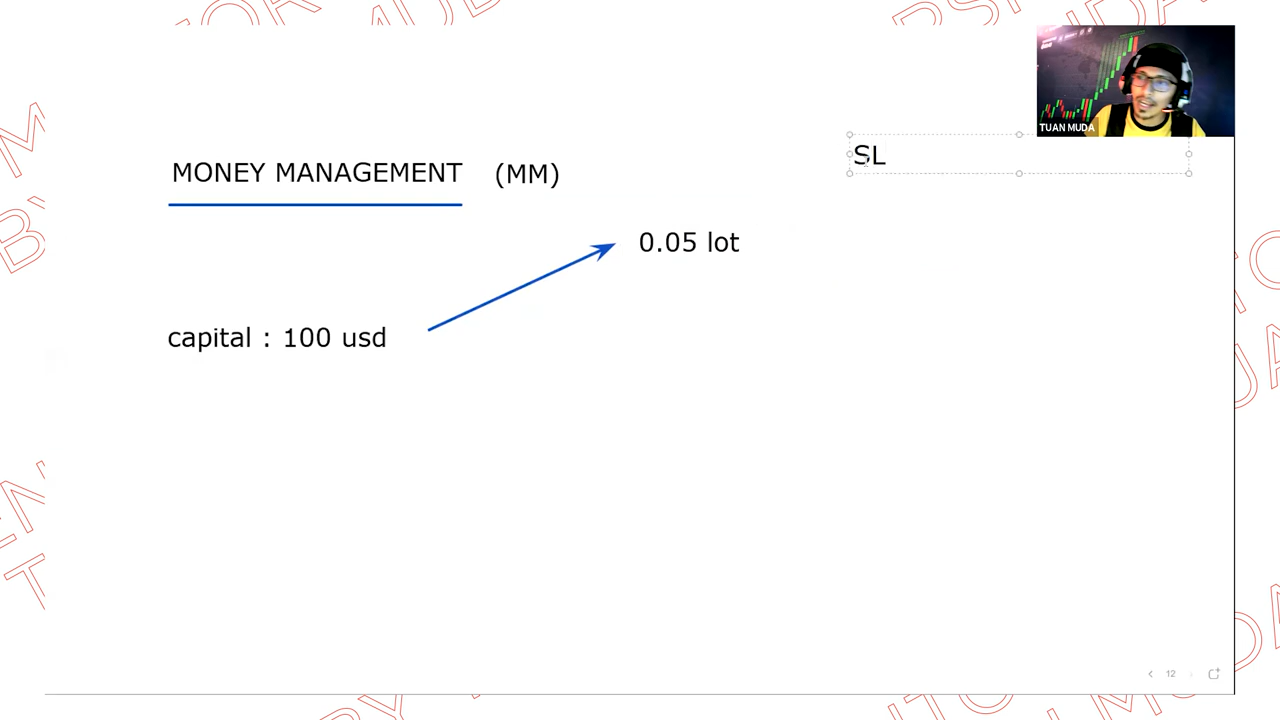 TUAN MUDA
SL
MONEY MANAGEMENT (MM)
0.05 lot
capital : 100 usd
12